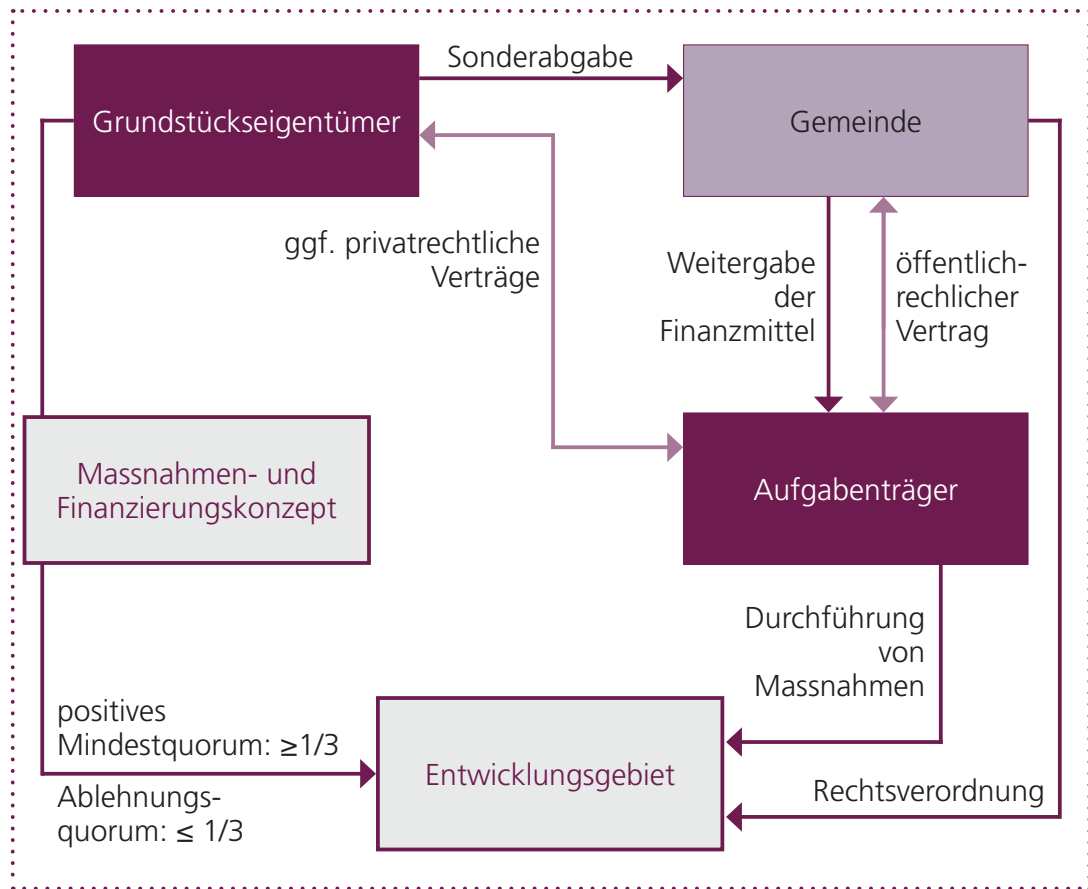 Sonderabgabe
Grundstückseigentümer
Gemeinde
ggf. privatrechtliche
Verträge
Weitergabe
der
Finanzmittel
öffentlich-
rechlicher
Vertrag
Massnahmen- und
Finanzierungskonzept
Aufgabenträger
Durchführung
von
Massnahmen
positives
Mindestquorum: ≥1/3
Entwicklungsgebiet
Ablehnungs-
quorum: ≤ 1/3
Rechtsverordnung